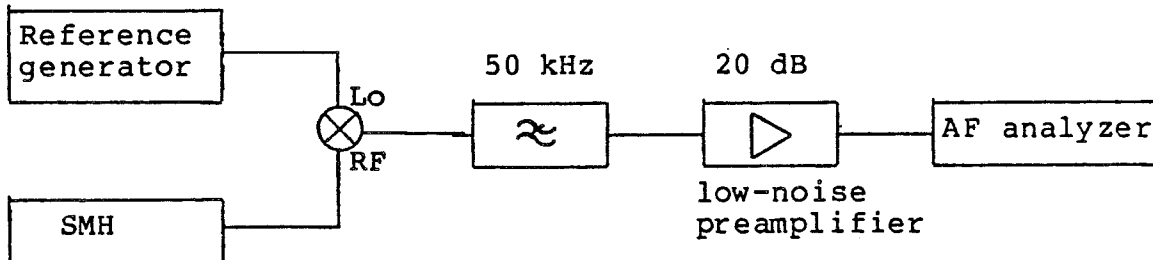 Reference
generator
Lo
RF
SMH
50 kHz
20 dB
low-noise
preamplifier
AF analyzer